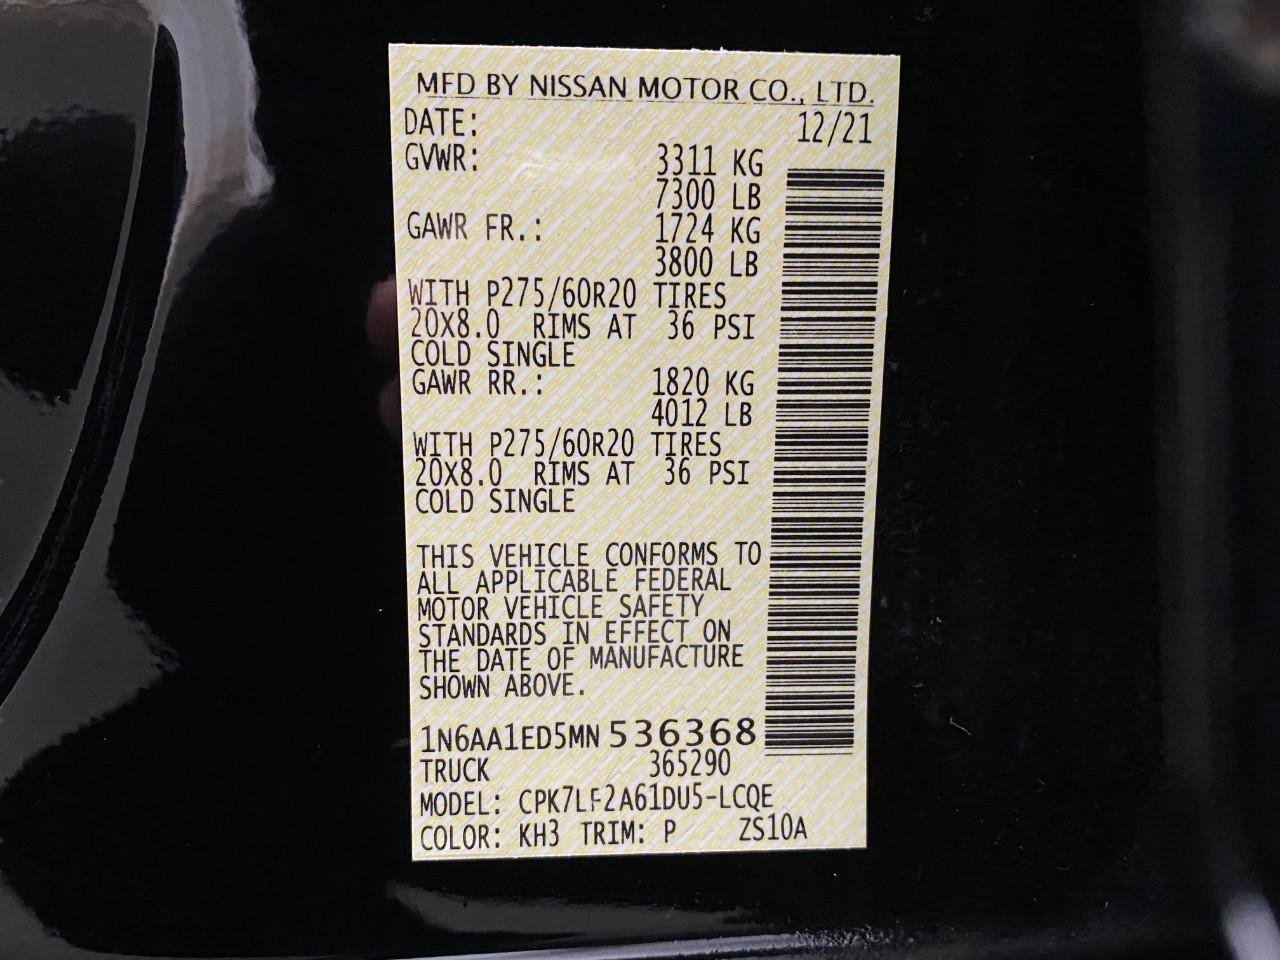 MFD BY NISSAN MOTOR CO., LTD.
DATE: 12/21
GVWR: 3311 KG
7300 LB
GAWR FR.: 1724 KG
3800 LB
WITH P275/60R20 TIRES
20X8.0 RIMS AT 36 PSI
COLD SINGLE
GAWR RR.: 1820 KG
4012 LB
WITH P275/60R20 TIRES
20X8.0 RIMS AT 36 PSI
COLD SINGLE
THIS VEHICLE CONFORMS TO
ALL APPLICABLE FEDERAL
MOTOR VEHICLE SAFETY
STANDARDS IN EFFECT ON
THE DATE OF MANUFACTURE
SHOWN ABOVE.
1N6AA1ED5MN 536368
TRUCK 365290
MODEL: CPK7LF2A61DU5-LCQE
COLOR: KH3 TRIM: P ZS10A